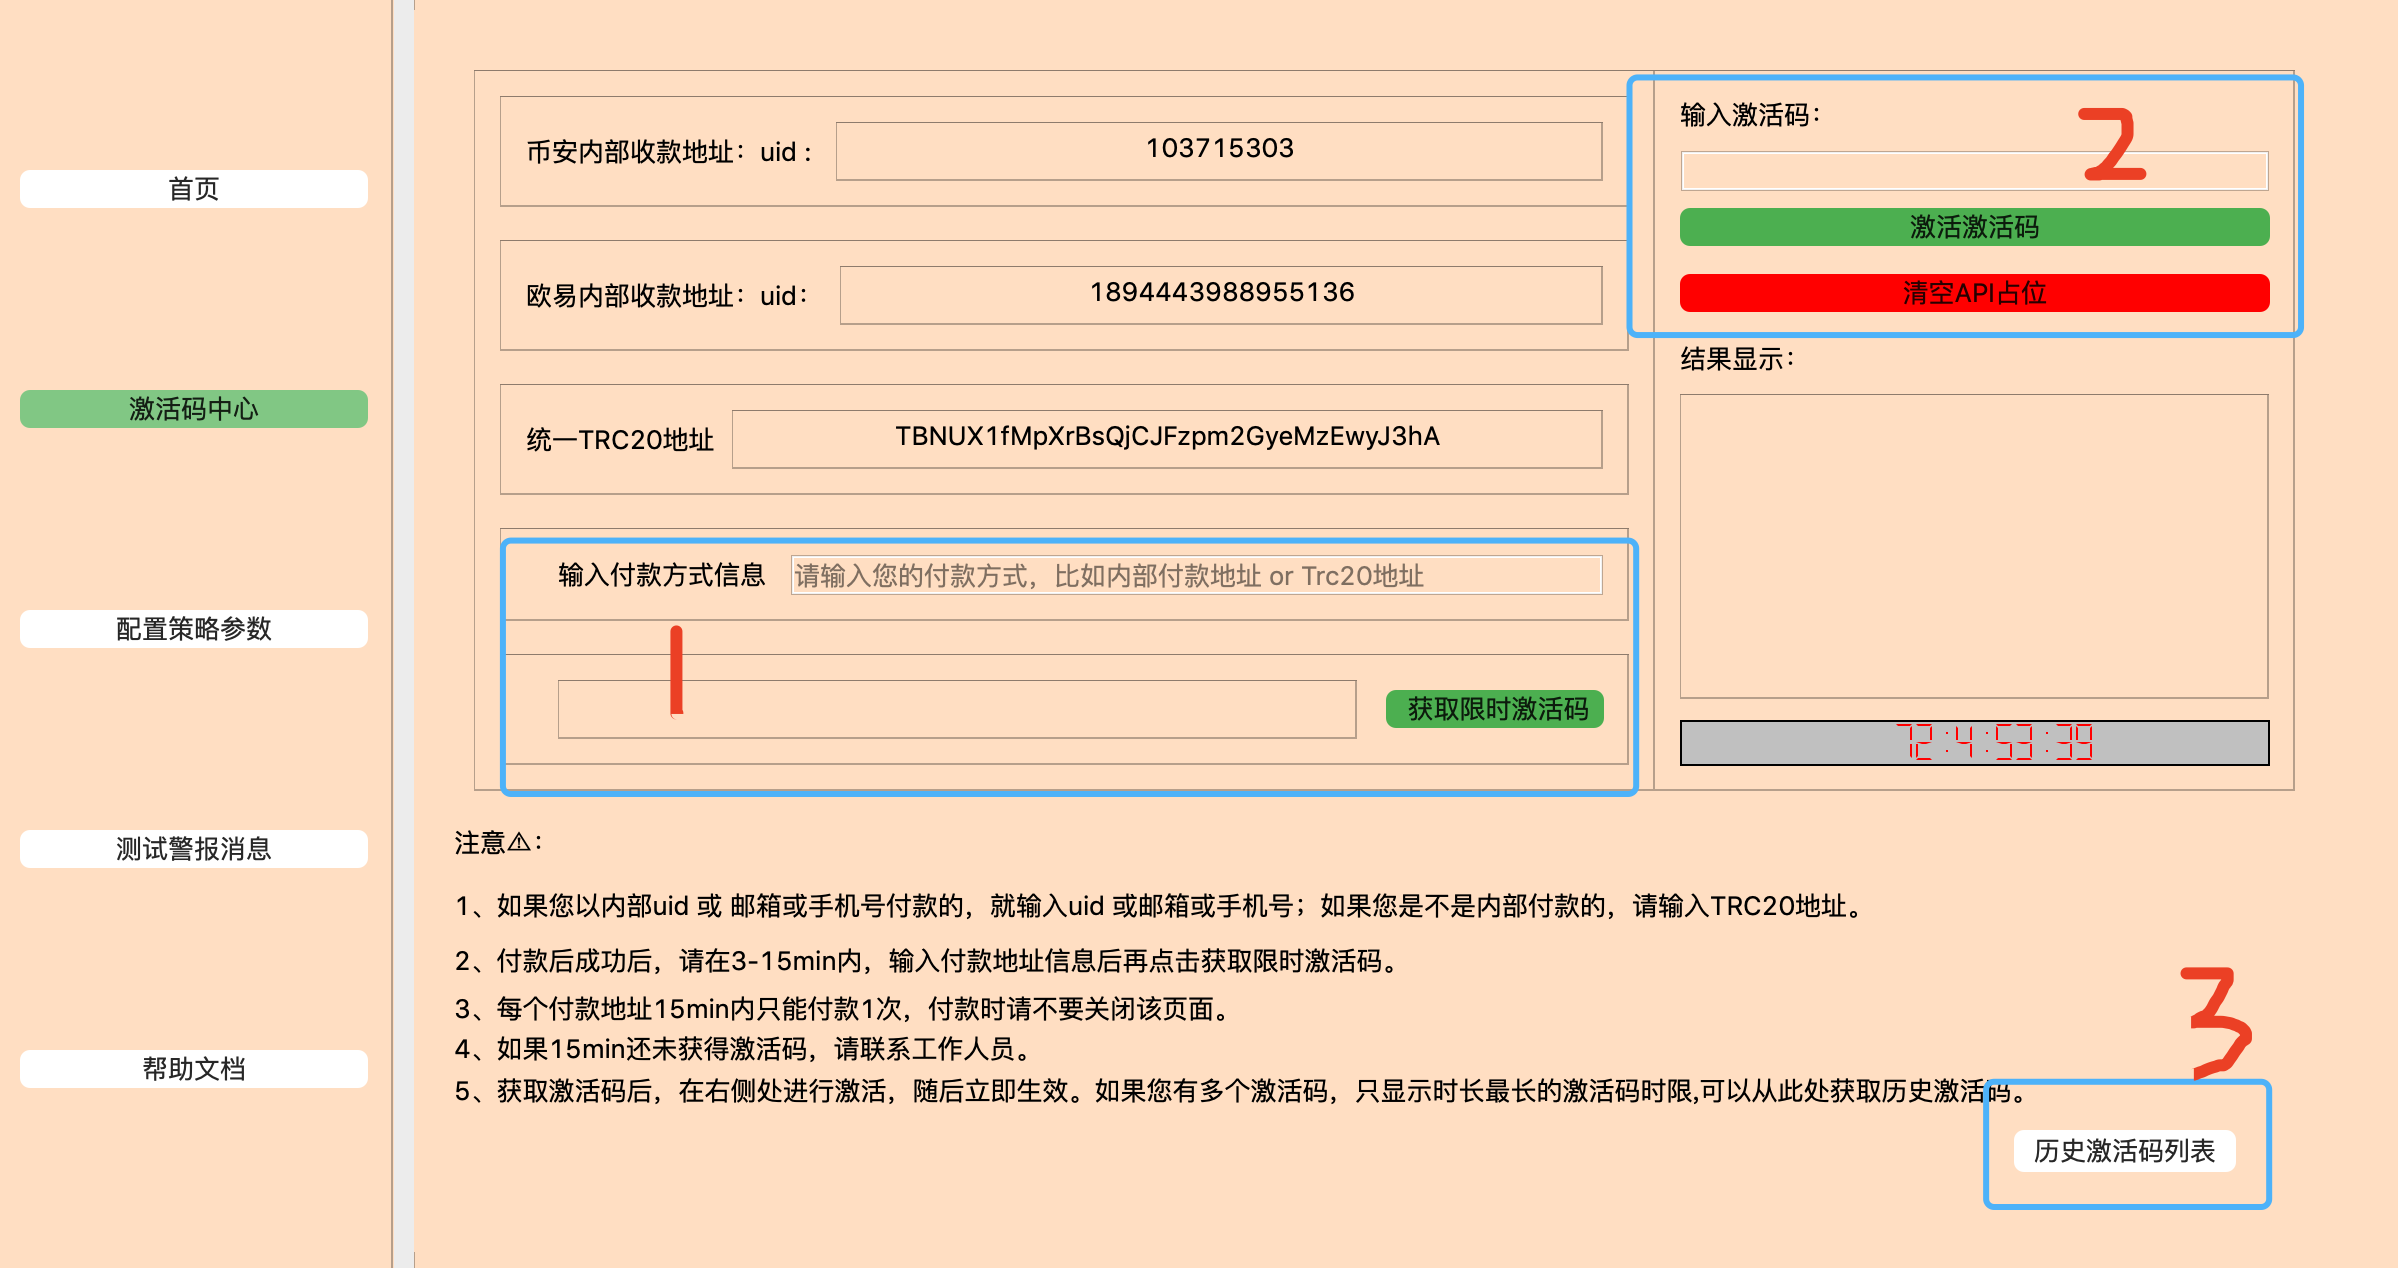 首页
激活码中心
配置策略参数
测试警报消息
帮助文档
币安内部收款地址：uid :
103715303
欧易内部收款地址：uid：
1894443988955136
统一TRC20地址
TBNUX1fMpXrBsQjCJFzpm2GyeMzEwyJ3hA
输入付款方式信息
请输入您的付款方式，比如内部付款地址 or Trc20地址
1
获取限时激活码
输入激活码：
2
激活激活码
清空API占位
结果显示：
72:4:53:39
注意⚠：
1、如果您以内部uid 或 邮箱或手机号付款的，就输入uid 或邮箱或手机号；如果您是不是内部付款的，请输入TRC20地址。
2、付款后成功后，请在3-15min内，输入付款地址信息后再点击获取限时激活码。
3、每个付款地址15min内只能付款1次，付款时请不要关闭该页面。
4、如果15min还未获得激活码，请联系工作人员。
5、获取激活码后，在右侧处进行激活，随后立即生效。如果您有多个激活码，只显示时长最长的激活码时限,可以从此处获取历史激活码。
3
历史激活码列表